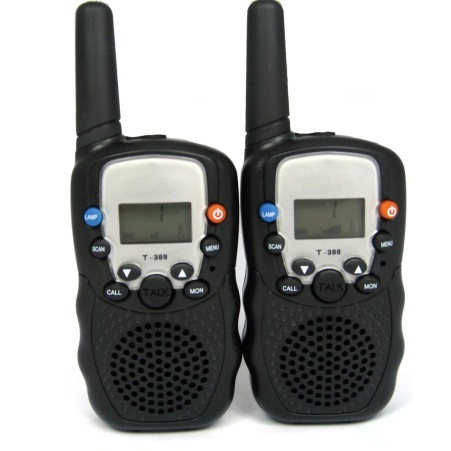 LAMP
SCAN
MENU
T-388
CALL
TALK
MON
LAMP
SCAN
MENU
T-388
CALL
TALK
MON